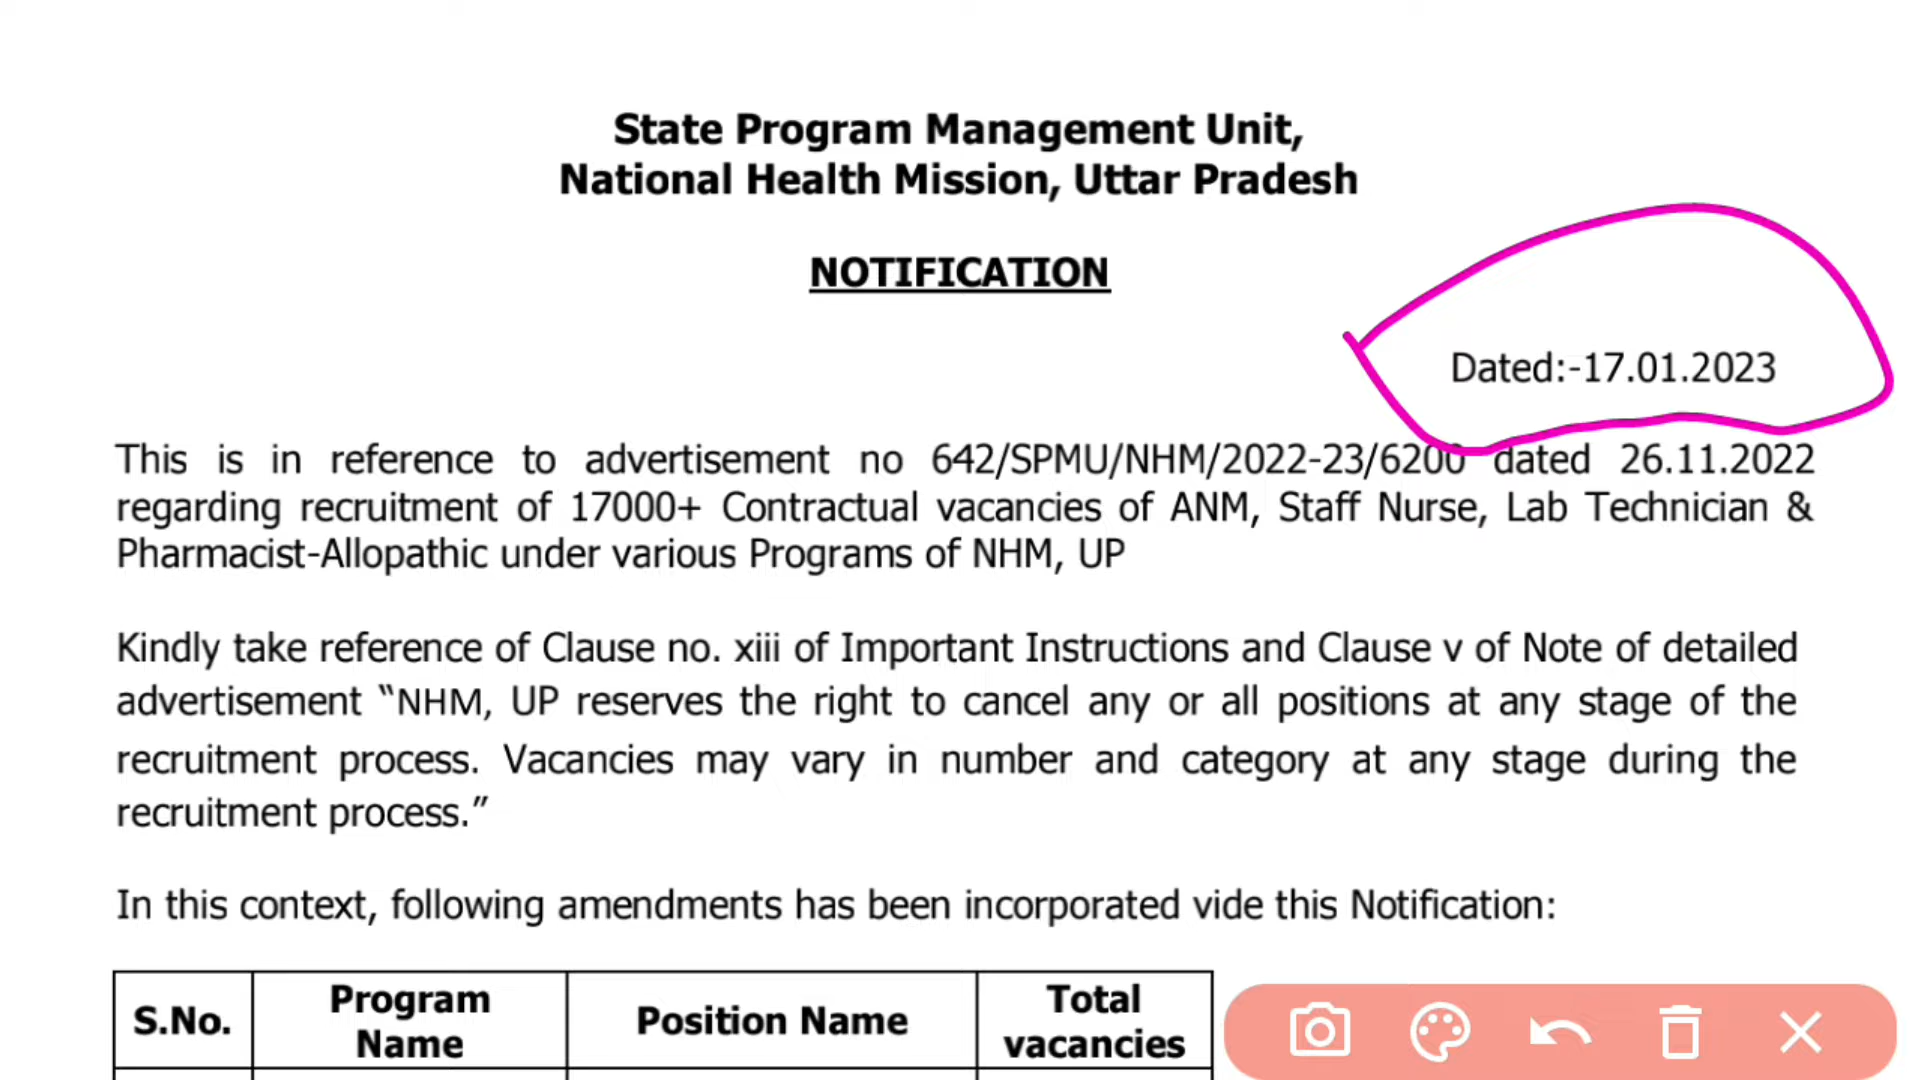 State Program Management Unit,
National Health Mission, Uttar Pradesh
NOTIFICATION
Dated:-17.01.2023
This is in reference to advertisement no 642/SPMU/NHM/2022-23/6200 dated 26.11.2022
regarding recruitment of 17000+ Contractual vacancies of ANM, Staff Nurse, Lab Technician &
Pharmacist-Allopathic under various Programs of NHM, UP
Kindly take reference of Clause no. xiii of Important Instructions and Clause v of Note of detailed
advertisement “NHM, UP reserves the right to cancel any or all positions at any stage of the
recruitment process. Vacancies may vary in number and category at any stage during the
recruitment process.”
In this context, following amendments has been incorporated vide this Notification:
S.No.
Program
Name
Position Name
Total
vacancies